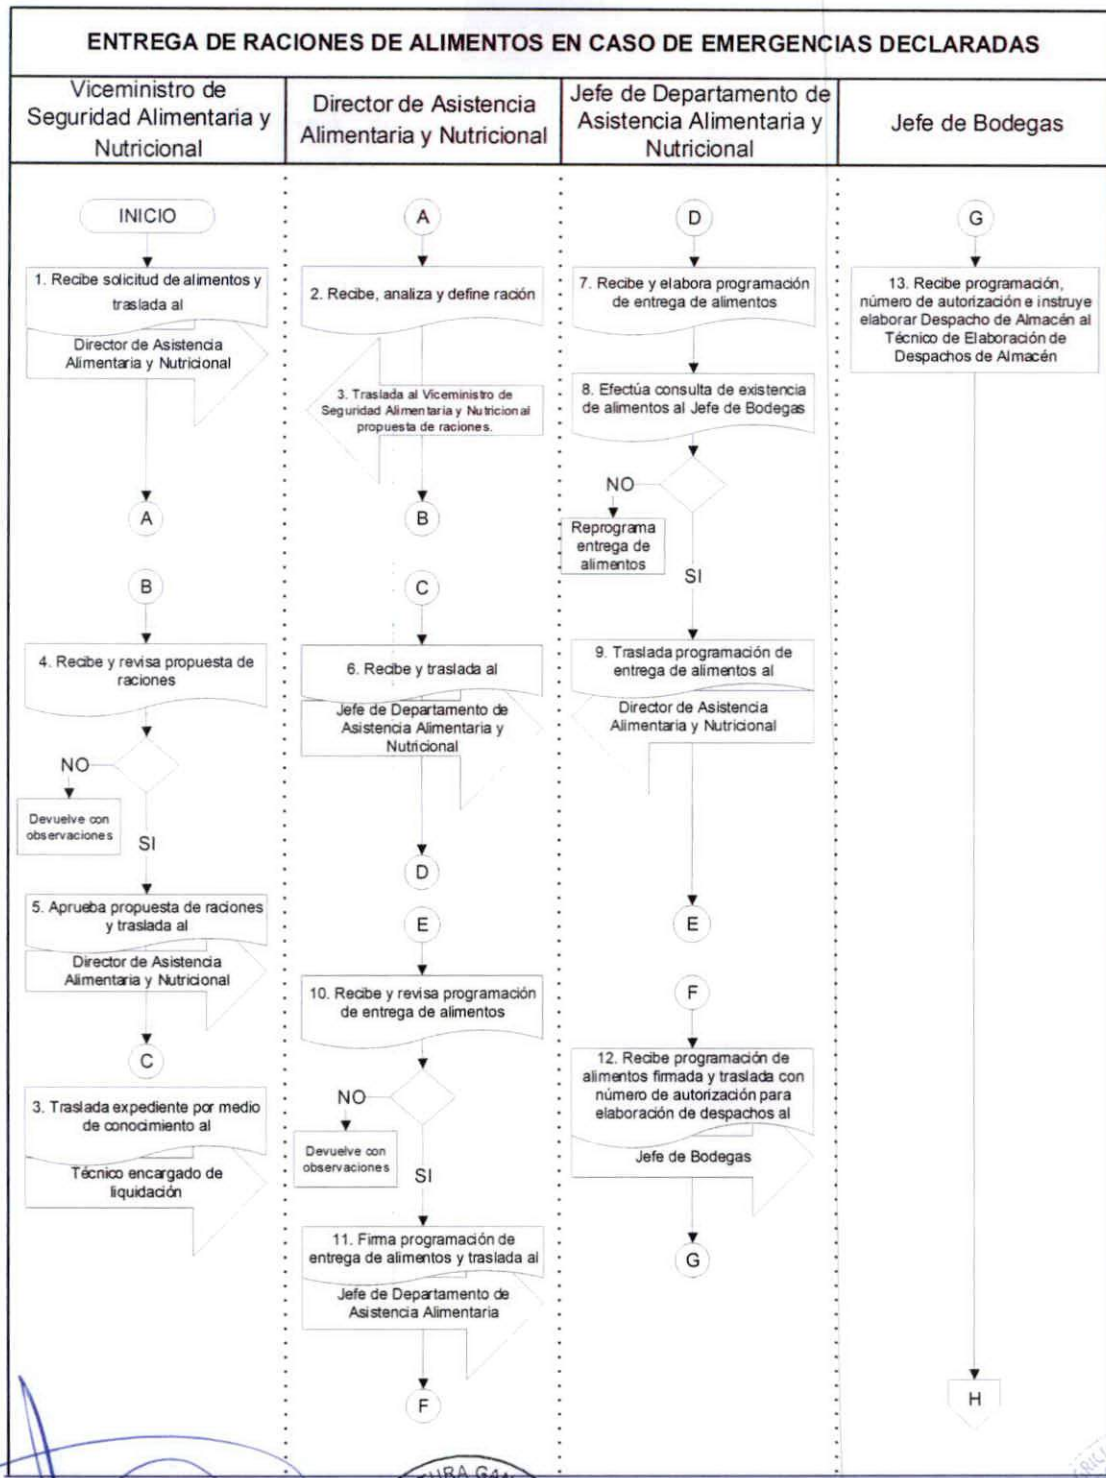 ENTREGA DE RACIONES DE ALIMENTOS EN CASO DE EMERGENCIAS DECLARADAS
Viceministro de
Seguridad Alimentaria y
Nutricional
Director de Asistencia
Alimentaria y Nutricional
Jefe de Departamento de
Asistencia Alimentaria y
Nutricional
Jefe de Bodegas
INICIO
1. Recibe solicitud de alimentos y
traslada al
Director de Asistencia
Alimentaria y Nutricional
A
B
4. Recibe y revisa propuesta de
raciones
NO
Devuelve con
observaciones
SI
5. Aprueba propuesta de raciones
y traslada al
Director de Asistencia
Alimentaria y Nutricional
C
3. Traslada expediente por medio
de conocimiento al
Técnico encargado de
liquidación
A
2. Recibe, analiza y define ración
3. Traslada al Viceministro de
Seguridad Alimentaria y Nutricional
propuesta de raciones.
B
C
6. Recibe y traslada al
Jefe de Departamento de
Asistencia Alimentaria y
Nutricional
D
E
10. Recibe y revisa programación
de entrega de alimentos
NO
Devuelve con
observaciones
SI
11. Firma programación de
entrega de alimentos y traslada al
Jefe de Departamento de
Asistencia Alimentaria
F
D
7. Recibe y elabora programación
de entrega de alimentos
8. Efectúa consulta de existencia
de alimentos al Jefe de Bodegas
NO
Reprograma
entrega de
alimentos
SI
9. Traslada programación de
entrega de alimentos al
Director de Asistencia
Alimentaria y Nutricional
E
F
12. Recibe programación de
alimentos firmada y traslada con
número de autorización para
elaboración de despachos al
Jefe de Bodegas
G
G
13. Recibe programación,
número de autorización e instruye
elaborar Despacho de Almacén al
Técnico de Elaboración de
Despachos de Almacén
H